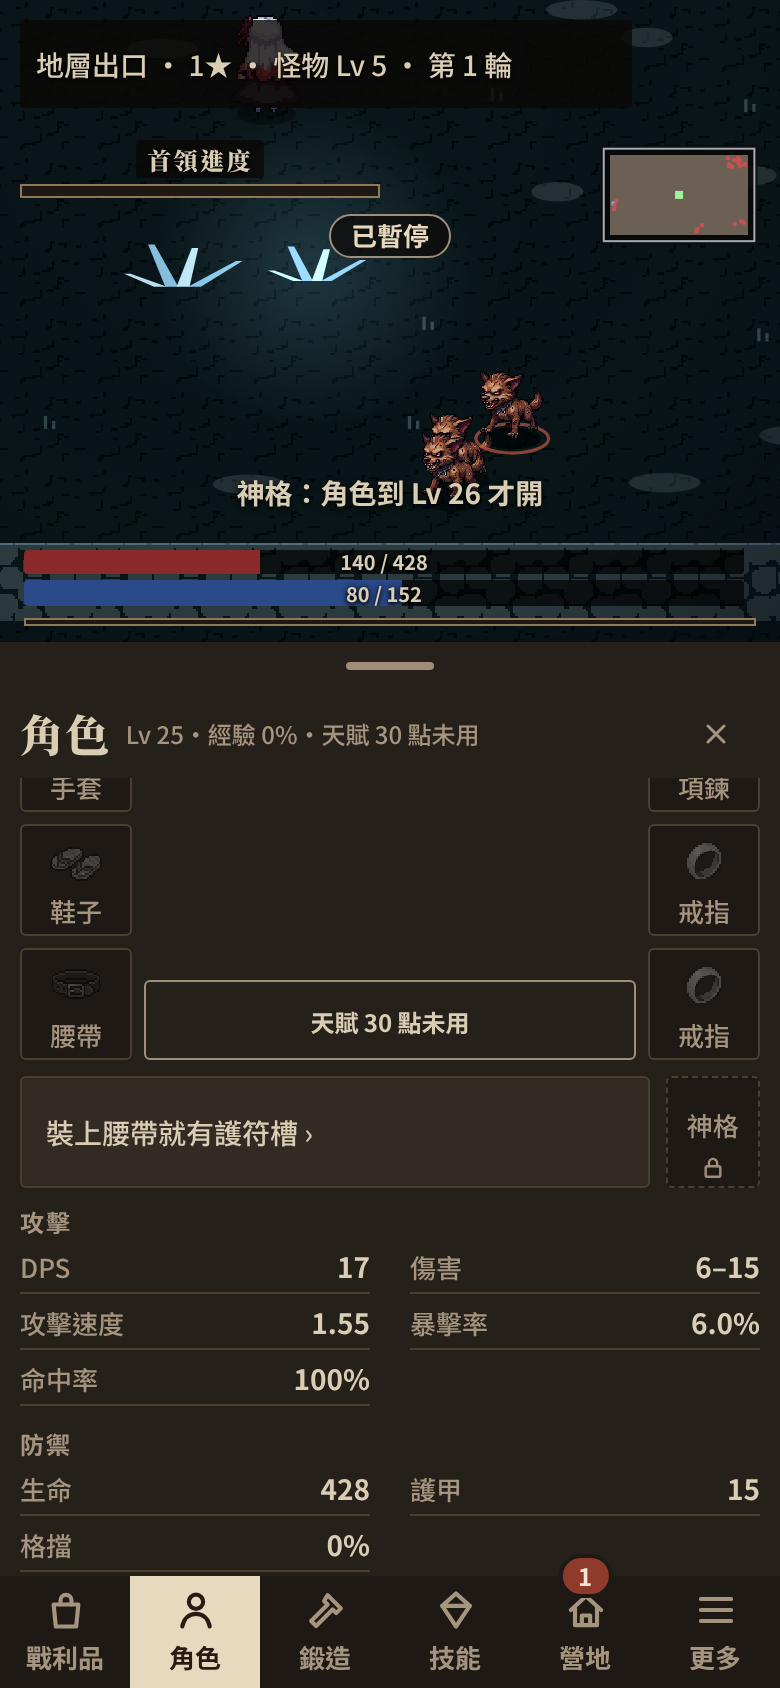 地層出口 • 1★ • 怪物 Lv 5 • 第 1 輪
首領進度
已暫停
神格：角色到 Lv 26 才開
140 / 428
80 / 152
角色 Lv 25・經驗 0%・天賦 30 點未用
手套
項鍊
鞋子
戒指
腰帶
天賦 30 點未用
戒指
裝上腰帶就有護符槽 ›
神格
攻擊
DPS 17
傷害 6–15
攻擊速度 1.55
暴擊率 6.0%
命中率 100%
防禦
生命 428
護甲 15
格擋 0%
1
戰利品
角色
鍛造
技能
營地
更多